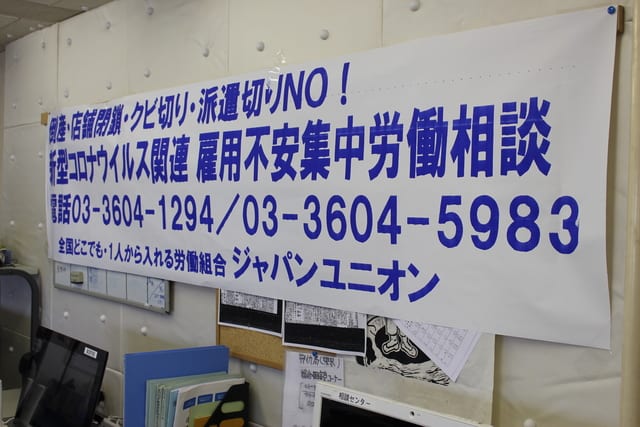 倒産・店舗閉鎖・クビ切り・派遣切りNO！
新型コロナウイルス関連 雇用不安集中労働相談
電話03-3604-1294／03-3604-5983
全国どこでも・1人から入れる労働組合 ジャパンユニオン
相談センター